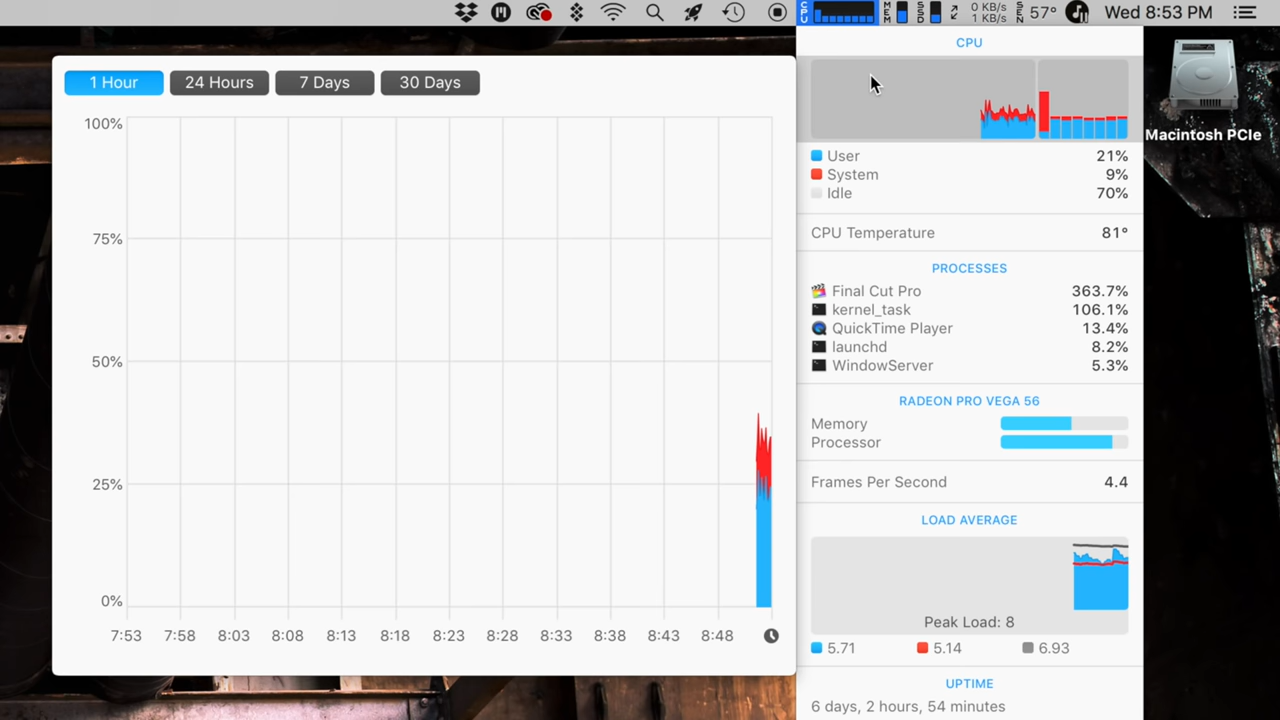 CPU MEM SSD 0 KB/s 1 KB/s SEN 57° Wed 8:53 PM
1 Hour 24 Hours 7 Days 30 Days
100%
75%
50%
25%
0%
7:53 7:58 8:03 8:08 8:13 8:18 8:23 8:28 8:33 8:38 8:43 8:48
CPU
User 21%
System 9%
Idle 70%
CPU Temperature 81°
PROCESSES
Final Cut Pro 363.7%
kernel_task 106.1%
QuickTime Player 13.4%
launchd 8.2%
WindowServer 5.3%
RADEON PRO VEGA 56
Memory
Processor
Frames Per Second 4.4
LOAD AVERAGE
Peak Load: 8
5.71 5.14 6.93
UPTIME
6 days, 2 hours, 54 minutes
Macintosh PCIe